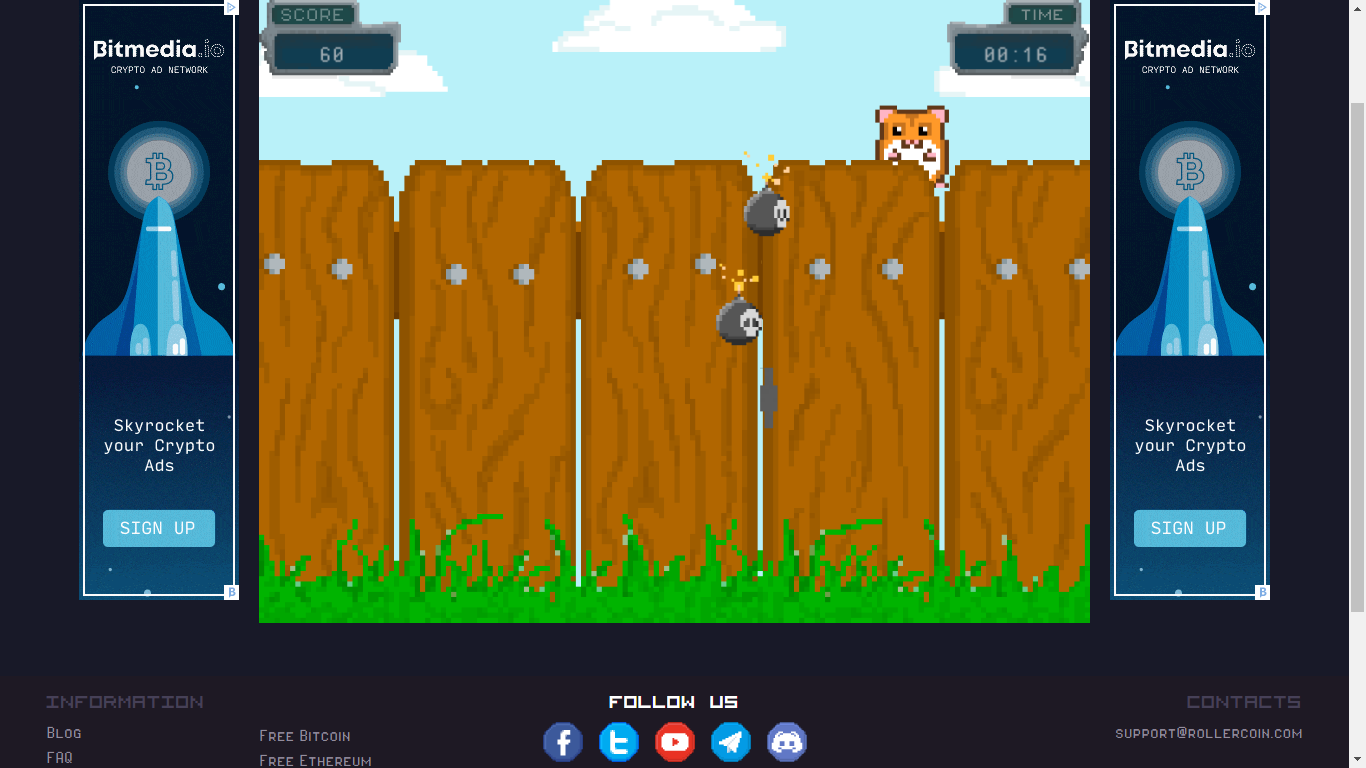 Bitmedia.io
CRYPTO AD NETWORK
Skyrocket
your Crypto
Ads
SIGN UP
SCORE
60
TIME
00:16
Bitmedia.io
CRYPTO AD NETWORK
Skyrocket
your Crypto
Ads
SIGN UP
INFORMATION
Blog
FAQ
Free Bitcoin
Free Ethereum
FOLLOW US
CONTACTS
SUPPORT@ROLLERCOIN.COM